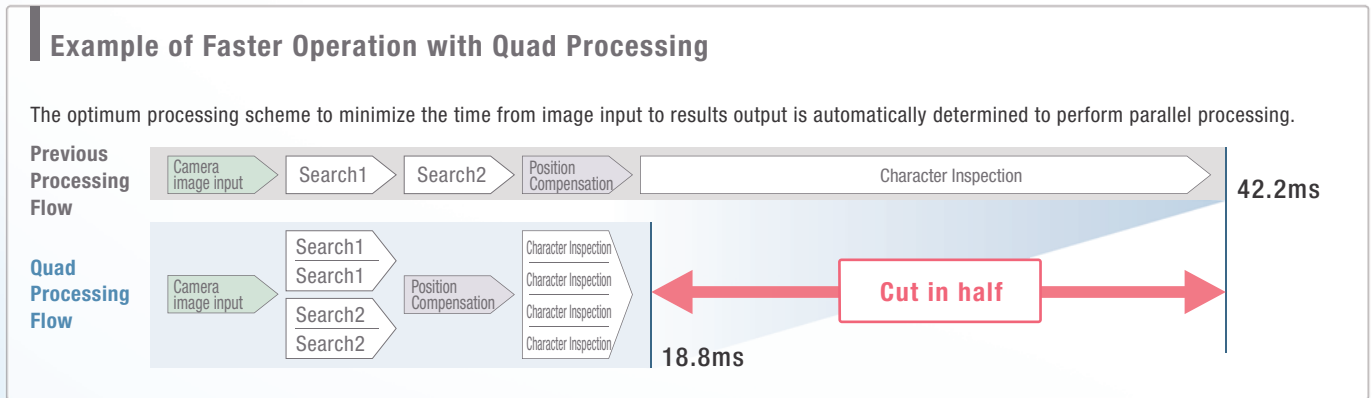 Example of Faster Operation with Quad Processing
The optimum processing scheme to minimize the time from image input to results output is automatically determined to perform parallel processing.
Previous
Processing
Flow
Camera
image input
Search1
Search2
Position
Compensation
Character Inspection
42.2ms
Quad
Processing
Flow
Camera
image input
Search1
Search1
Search2
Search2
Position
Compensation
Character Inspection
Character Inspection
Character Inspection
Character Inspection
Cut in half
18.8ms